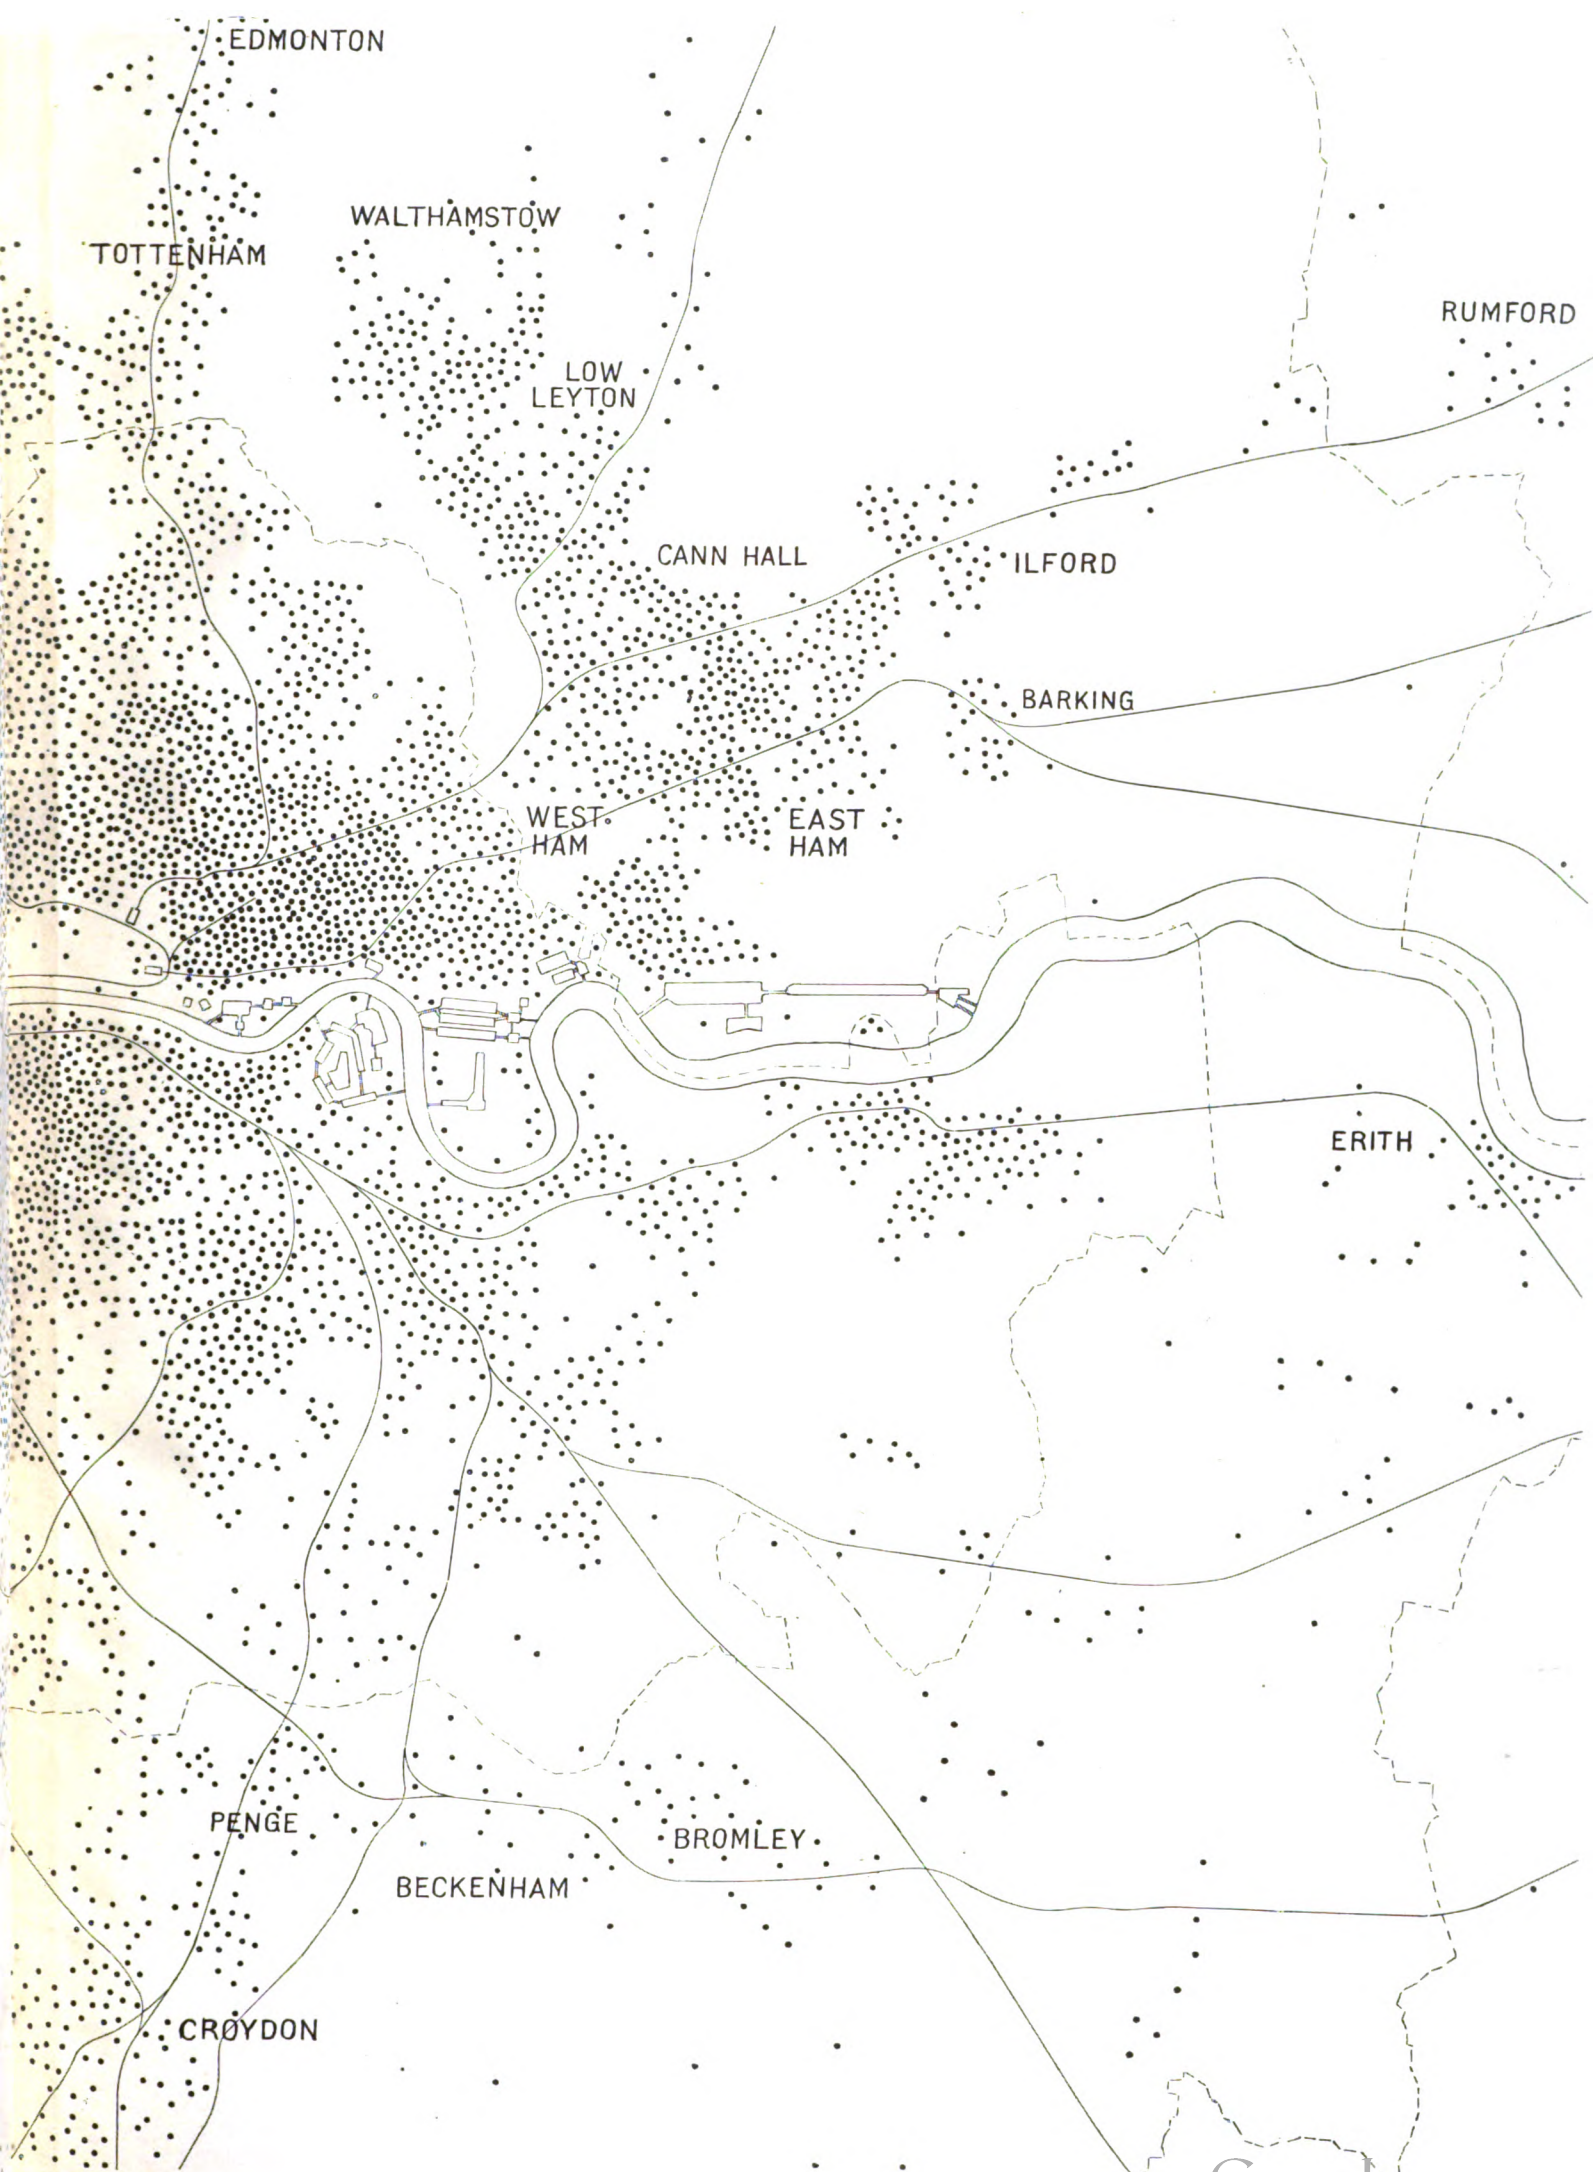 EDMONTON
WALTHAMSTOW
TOTTENHAM
RUMFORD
LOW
LEYTON
CANN HALL
ILFORD
BARKING
WEST
HAM
EAST
HAM
ERITH
PENGE
BROMLEY
BECKENHAM
CROYDON